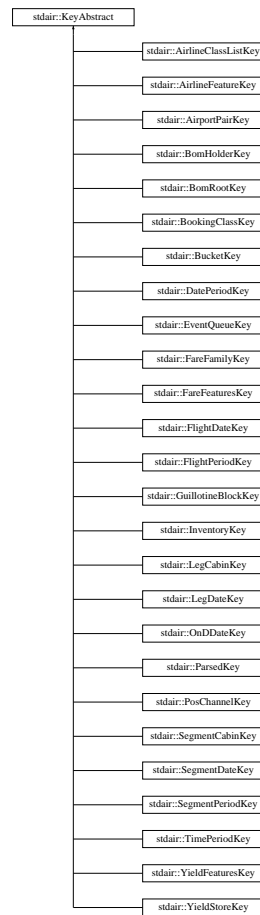 stdair::KeyAbstract
stdair::AirlineClassListKey
stdair::AirlineFeatureKey
stdair::AirportPairKey
stdair::BomHolderKey
stdair::BomRootKey
stdair::BookingClassKey
stdair::BucketKey
stdair::DatePeriodKey
stdair::EventQueueKey
stdair::FareFamilyKey
stdair::FareFeaturesKey
stdair::FlightDateKey
stdair::FlightPeriodKey
stdair::GuillotineBlockKey
stdair::InventoryKey
stdair::LegCabinKey
stdair::LegDateKey
stdair::OnDDateKey
stdair::ParsedKey
stdair::PosChannelKey
stdair::SegmentCabinKey
stdair::SegmentDateKey
stdair::SegmentPeriodKey
stdair::TimePeriodKey
stdair::YieldFeaturesKey
stdair::YieldStoreKey